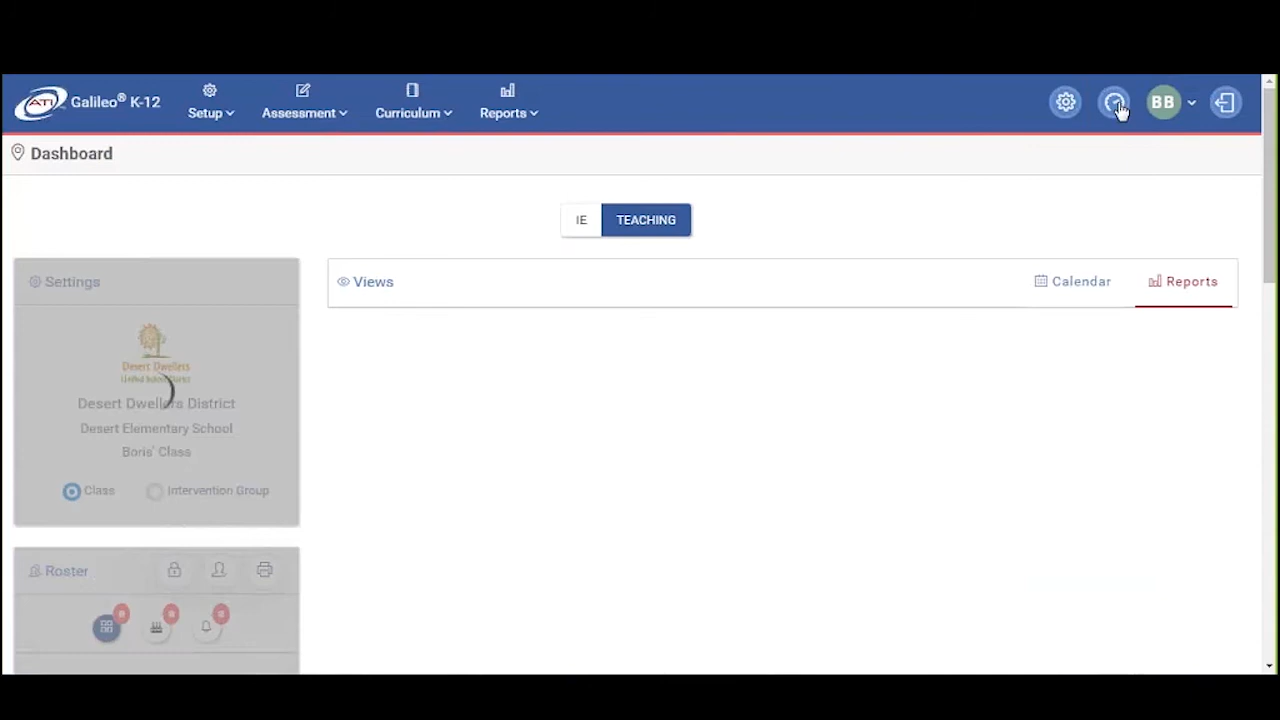 ATI Galileo® K-12
Setup
Assessment
Curriculum
Reports
BB
Dashboard
IE
TEACHING
Settings
Views
Calendar
Reports
Desert Dwellers
Desert Dwellers District
Desert Elementary School
Boris' Class
Class
Intervention Group
Roster